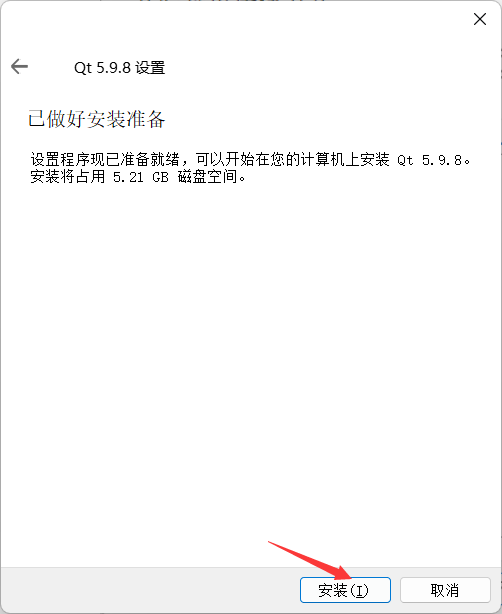 Qt 5.9.8 设置
已做好安装准备
设置程序现已准备就绪，可以开始在您的计算机上安装 Qt 5.9.8。
安装将占用 5.21 GB 磁盘空间。
安装(I)
取消